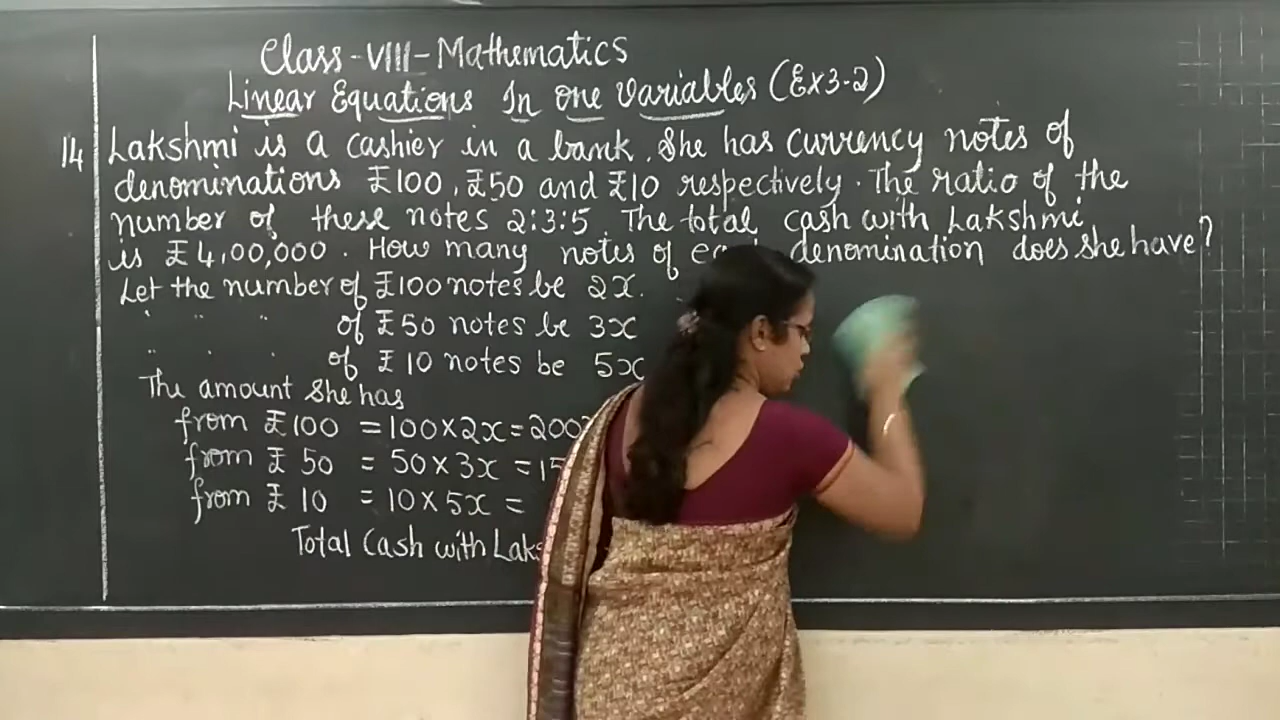 Class-VIII-Mathematics
Linear Equations In one Variables (Ex3.2)
14 Lakshmi is a cashier in a bank. She has currency notes of
denominations ₹100, ₹50 and ₹10 respectively. The ratio of the
number of these notes 2:3:5. The total cash with Lakshmi
is ₹4,00,000. How many notes of denomination does she have?
Let the number of ₹100 notes be 2x.
" " " of ₹50 notes be 3x
" " " of ₹10 notes be 5x
The amount She has
from ₹100 = 100×2x = 200
from ₹50 = 50×3x = 15
from ₹10 = 10×5x =
Total Cash with Laks